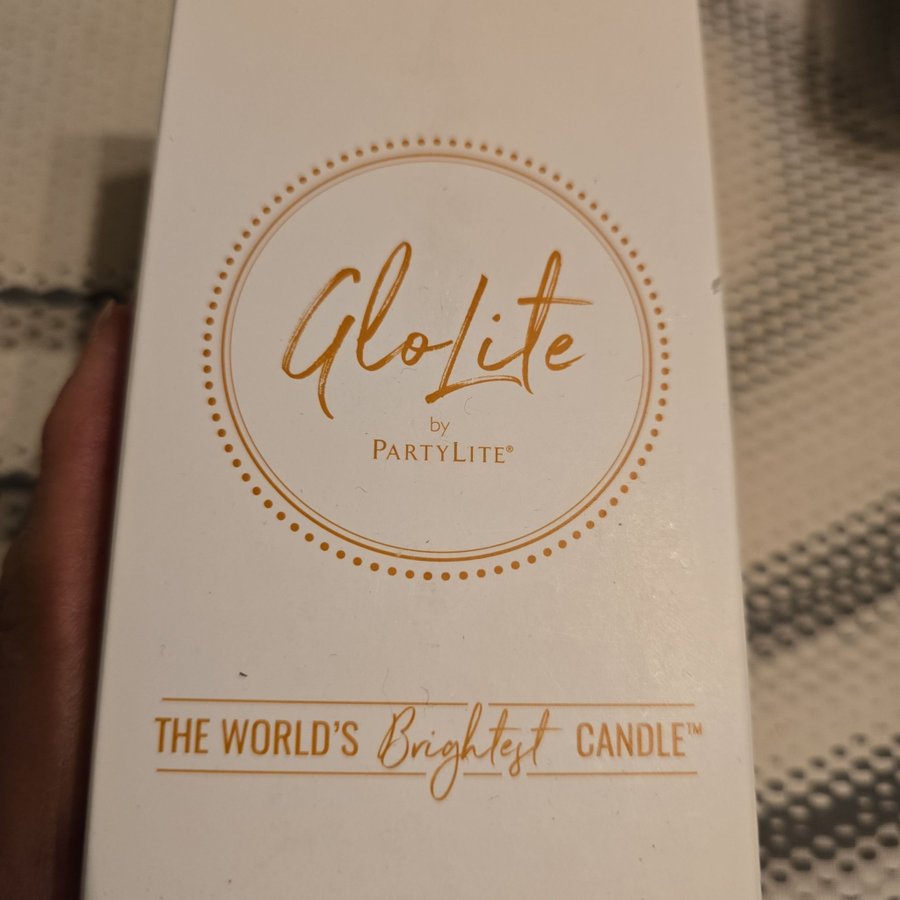 GloLite
by
PARTYLITE®
THE WORLD'S Brightest CANDLE™